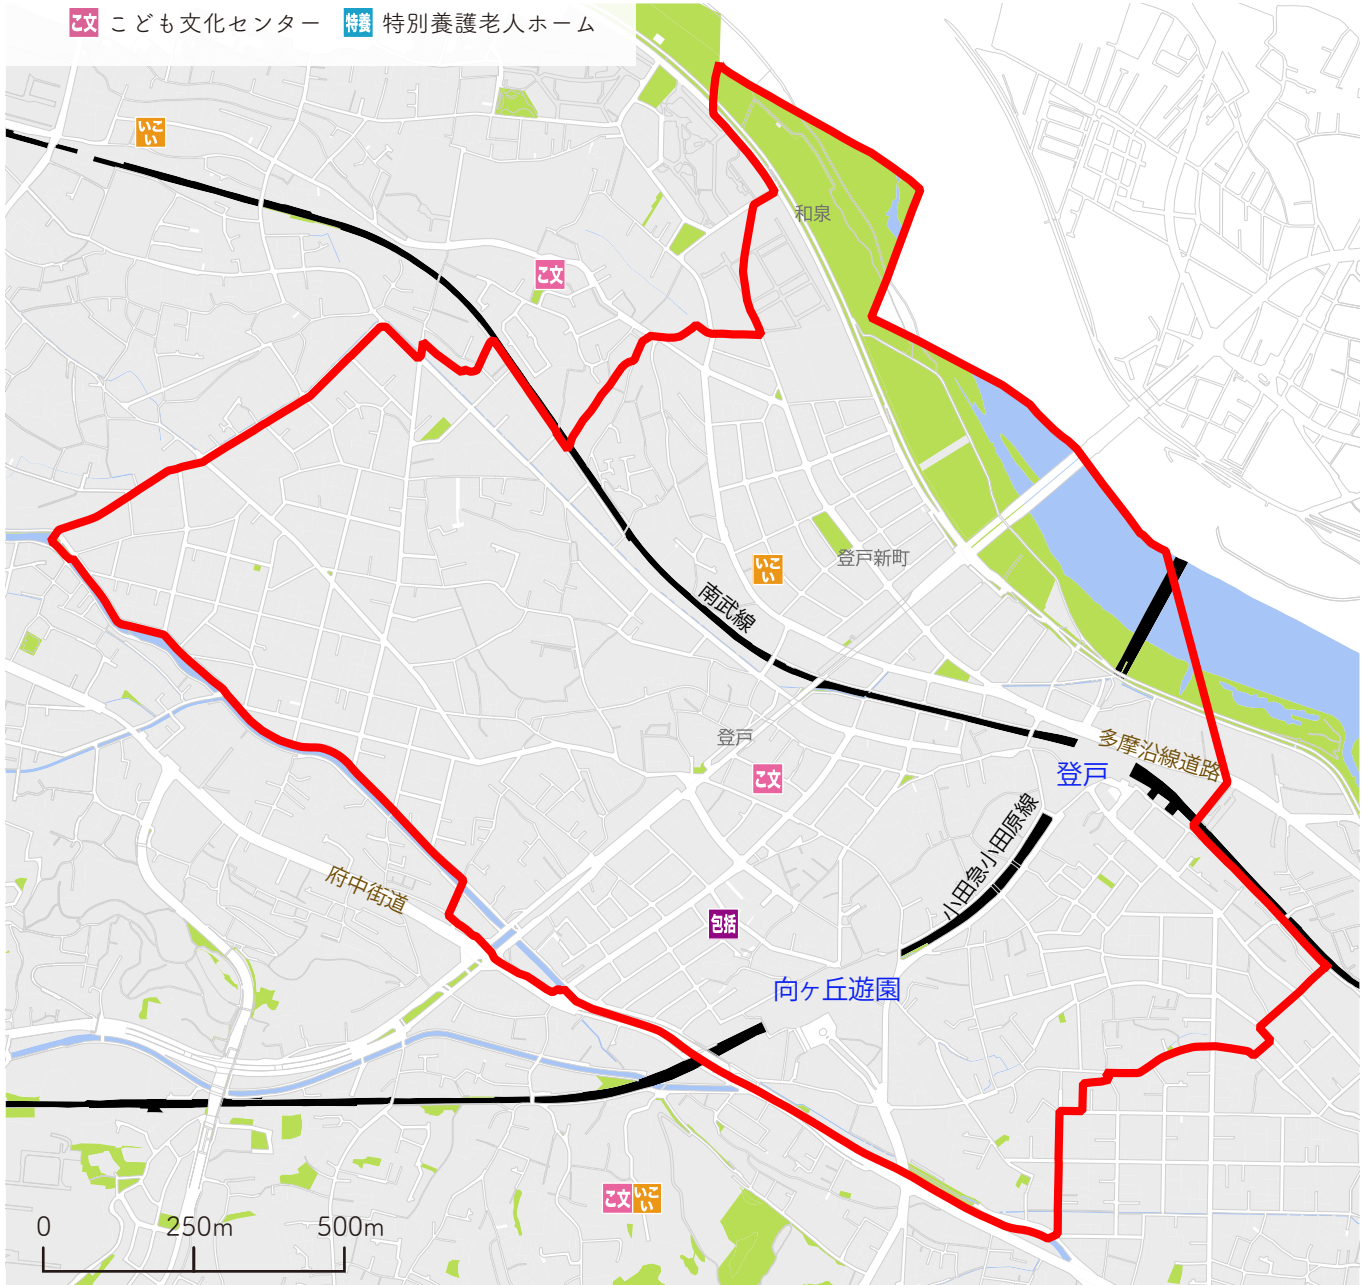 こ文 こども文化センター 特養 特別養護老人ホーム
いこい
和泉
こ文
登戸新町
いこい
南武線
登戸
多摩沿線道路
登戸
こ文
小田急小田原線
府中街道
包括
向ヶ丘遊園
こ文 いこい
0 250m 500m